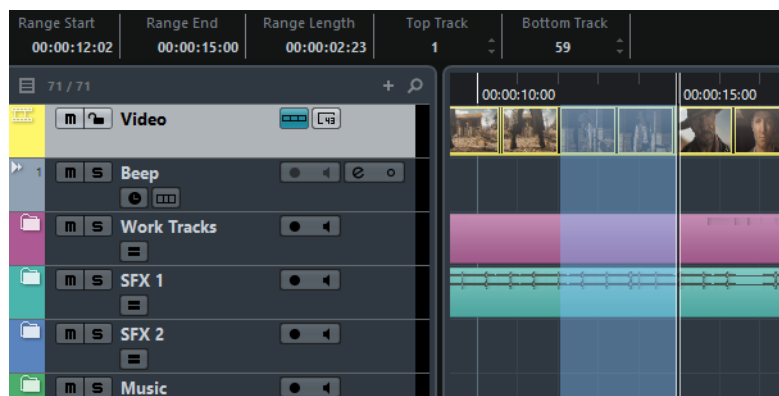 Range Start Range End Range Length Top Track Bottom Track
00:00:12:02 00:00:15:00 00:00:02:23 1 59
71 / 71 +
00:00:10:00 00:00:15:00
m Video 43
1 m S Beep e
m S Work Tracks
m S SFX 1
m S SFX 2
m S Music